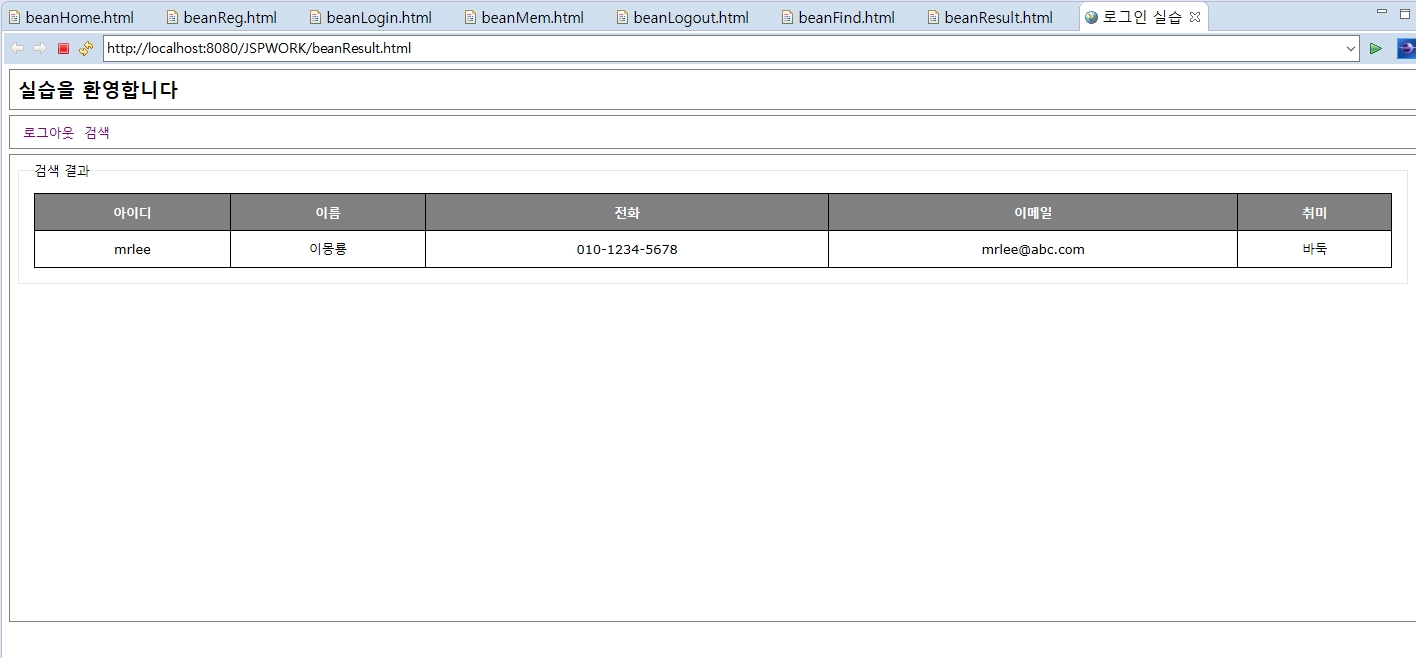 beanHome.html beanReg.html beanLogin.html beanMem.html beanLogout.html beanFind.html beanResult.html 로그인 실습
http://localhost:8080/JSPWORK/beanResult.html
실습을 환영합니다
로그아웃 검색
검색 결과
아이디 이름 전화 이메일 취미
mrlee 이몽룡 010-1234-5678 mrlee@abc.com 바둑